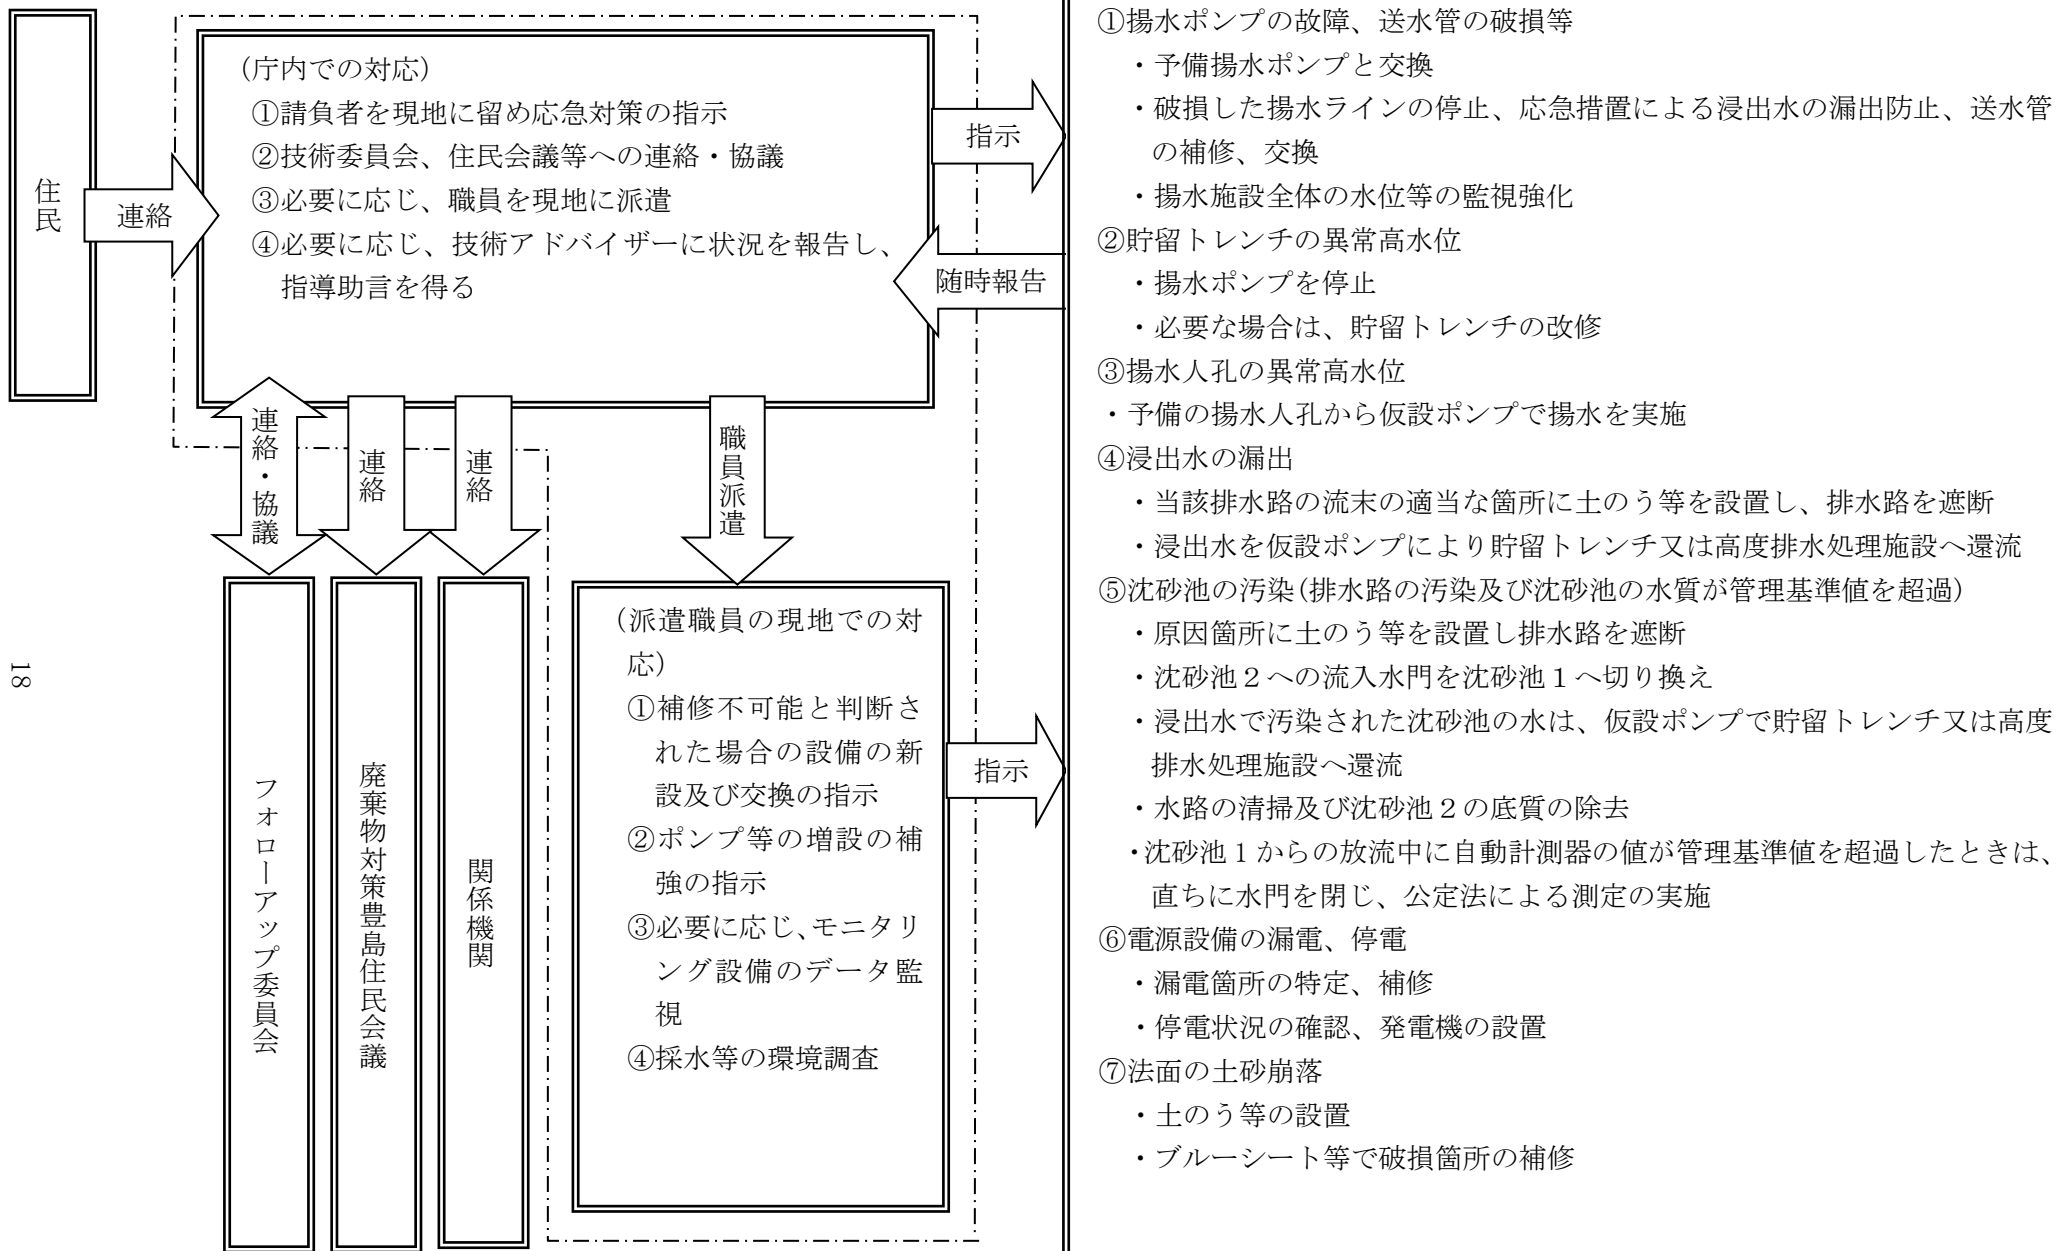 住民
連絡
(庁内での対応)
①請負者を現地に留め応急対策の指示
②技術委員会、住民会議等への連絡・協議
③必要に応じ、職員を現地に派遣
④必要に応じ、技術アドバイザーに状況を報告し、
指導助言を得る
指示
随時報告
連絡・協議
連絡
連絡
職員派遣
フォローアップ委員会
廃棄物対策豊島住民会議
関係機関
(派遣職員の現地での対
応)
①補修不可能と判断さ
れた場合の設備の新
設及び交換の指示
②ポンプ等の増設の補
強の指示
③必要に応じ、モニタリ
ング設備のデータ監
視
④採水等の環境調査
指示
①揚水ポンプの故障、送水管の破損等
・予備揚水ポンプと交換
・破損した揚水ラインの停止、応急措置による浸出水の漏出防止、送水管
の補修、交換
・揚水施設全体の水位等の監視強化
②貯留トレンチの異常高水位
・揚水ポンプを停止
・必要な場合は、貯留トレンチの改修
③揚水人孔の異常高水位
・予備の揚水人孔から仮設ポンプで揚水を実施
④浸出水の漏出
・当該排水路の流末の適当な箇所に土のう等を設置し、排水路を遮断
・浸出水を仮設ポンプにより貯留トレンチ又は高度排水処理施設へ還流
⑤沈砂池の汚染(排水路の汚染及び沈砂池の水質が管理基準値を超過)
・原因箇所に土のう等を設置し排水路を遮断
・沈砂池２への流入水門を沈砂池１へ切り換え
・浸出水で汚染された沈砂池の水は、仮設ポンプで貯留トレンチ又は高度
排水処理施設へ還流
・水路の清掃及び沈砂池２の底質の除去
・沈砂池１からの放流中に自動計測器の値が管理基準値を超過したときは、
直ちに水門を閉じ、公定法による測定の実施
⑥電源設備の漏電、停電
・漏電箇所の特定、補修
・停電状況の確認、発電機の設置
⑦法面の土砂崩落
・土のう等の設置
・ブルーシート等で破損箇所の補修
18